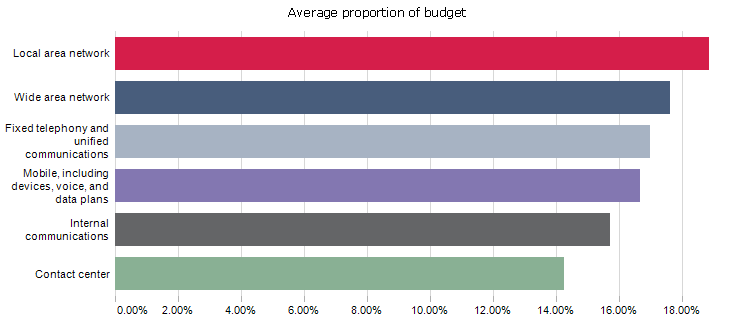 Average proportion of budget
Local area network
Wide area network
Fixed telephony and
unified
communications
Mobile, including
devices, voice, and
data plans
Internal
communications
Contact center
0.00% 2.00% 4.00% 6.00% 8.00% 10.00% 12.00% 14.00% 16.00% 18.00%